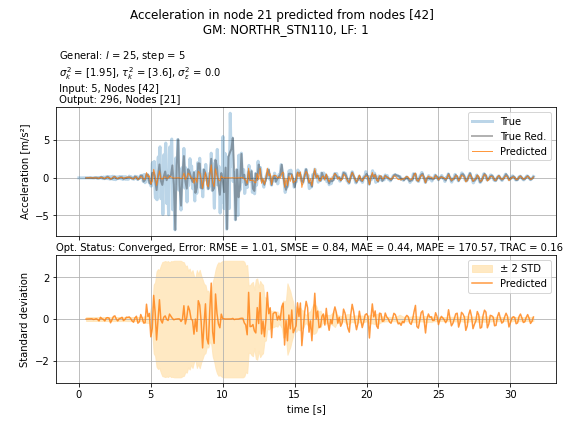 Acceleration in node 21 predicted from nodes [42]
GM: NORTHR_STN110, LF: 1
General: l = 25, step = 5
σ²ₖ = [1.95], τ²ₖ = [3.6], σ²ε = 0.0
Input: 5, Nodes [42]
Output: 296, Nodes [21]
Acceleration [m/s²]
5
0
−5
True
True Red.
Predicted
Opt. Status: Converged, Error: RMSE = 1.01, SMSE = 0.84, MAE = 0.44, MAPE = 170.57, TRAC = 0.16
Standard deviation
2
0
−2
± 2 STD
Predicted
0 5 10 15 20 25 30
time [s]